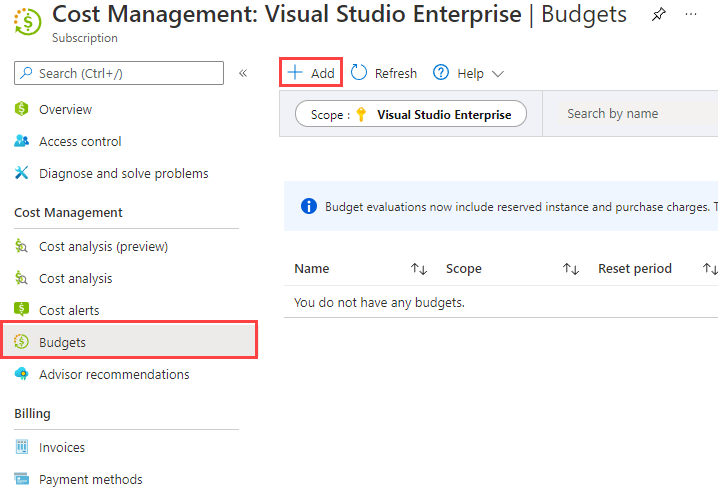 Cost Management: Visual Studio Enterprise | Budgets
Subscription
Search (Ctrl+/)
Overview
Access control
Diagnose and solve problems
Cost Management
Cost analysis (preview)
Cost analysis
Cost alerts
Budgets
Advisor recommendations
Billing
Invoices
Payment methods
Add Refresh Help
Scope : Visual Studio Enterprise Search by name
Budget evaluations now include reserved instance and purchase charges.
Name Scope Reset period
You do not have any budgets.